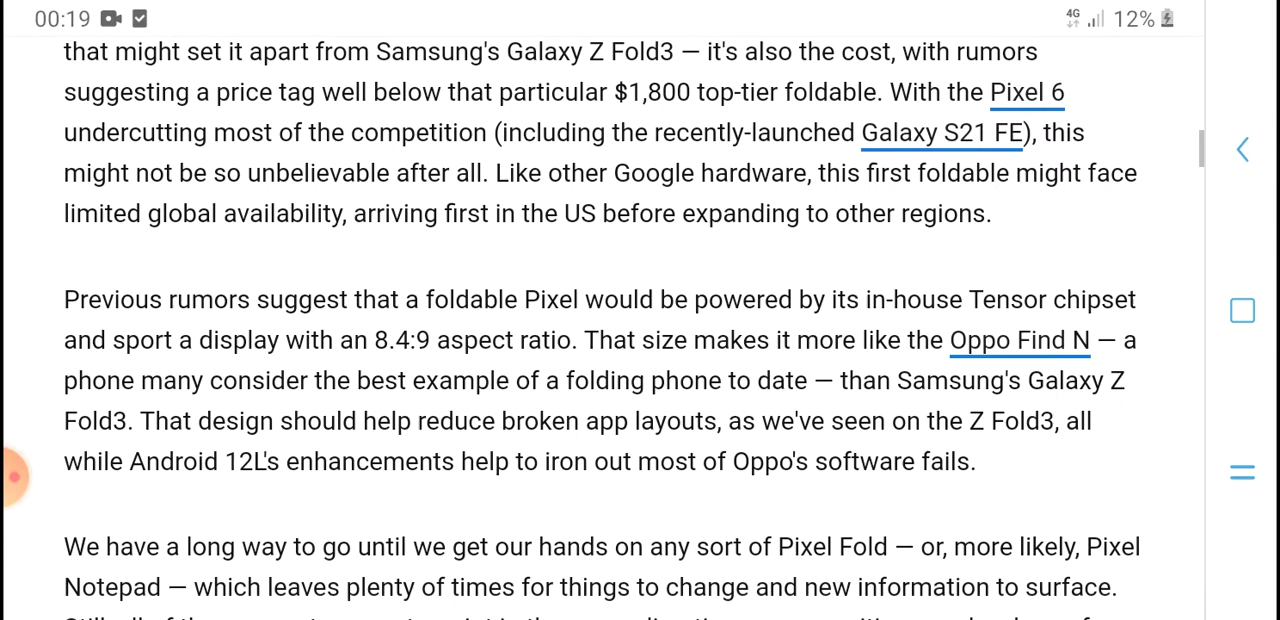 00:19 4G 12%
that might set it apart from Samsung's Galaxy Z Fold3 — it's also the cost, with rumors
suggesting a price tag well below that particular $1,800 top-tier foldable. With the Pixel 6
undercutting most of the competition (including the recently-launched Galaxy S21 FE), this
might not be so unbelievable after all. Like other Google hardware, this first foldable might face
limited global availability, arriving first in the US before expanding to other regions.
Previous rumors suggest that a foldable Pixel would be powered by its in-house Tensor chipset
and sport a display with an 8.4:9 aspect ratio. That size makes it more like the Oppo Find N — a
phone many consider the best example of a folding phone to date — than Samsung's Galaxy Z
Fold3. That design should help reduce broken app layouts, as we've seen on the Z Fold3, all
while Android 12L's enhancements help to iron out most of Oppo's software fails.
We have a long way to go until we get our hands on any sort of Pixel Fold — or, more likely, Pixel
Notepad — which leaves plenty of times for things to change and new information to surface.